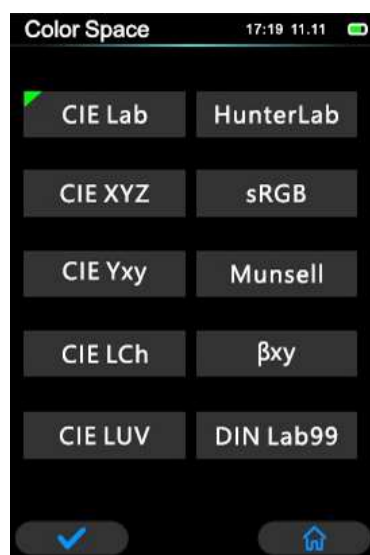 Color Space 17:19 11.11
CIE Lab HunterLab
CIE XYZ sRGB
CIE Yxy Munsell
CIE LCh βxy
CIE LUV DIN Lab99